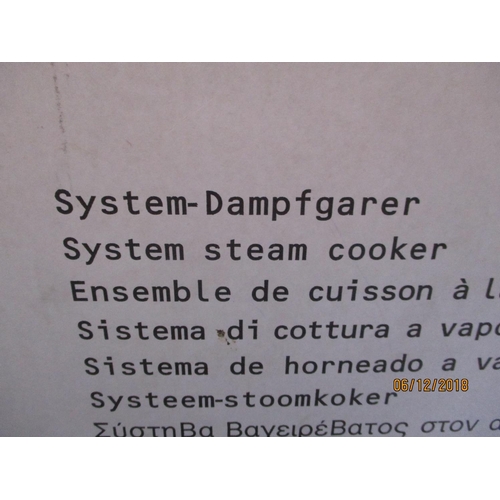 System-Dampfgarer
System steam cooker
Ensemble de cuisson à
Sistema di cottura a
Sistema de horneado a
06/12/2018
Systeem-stoomkoker
ΣύστηΒα ΒαγειρέΒατος στον